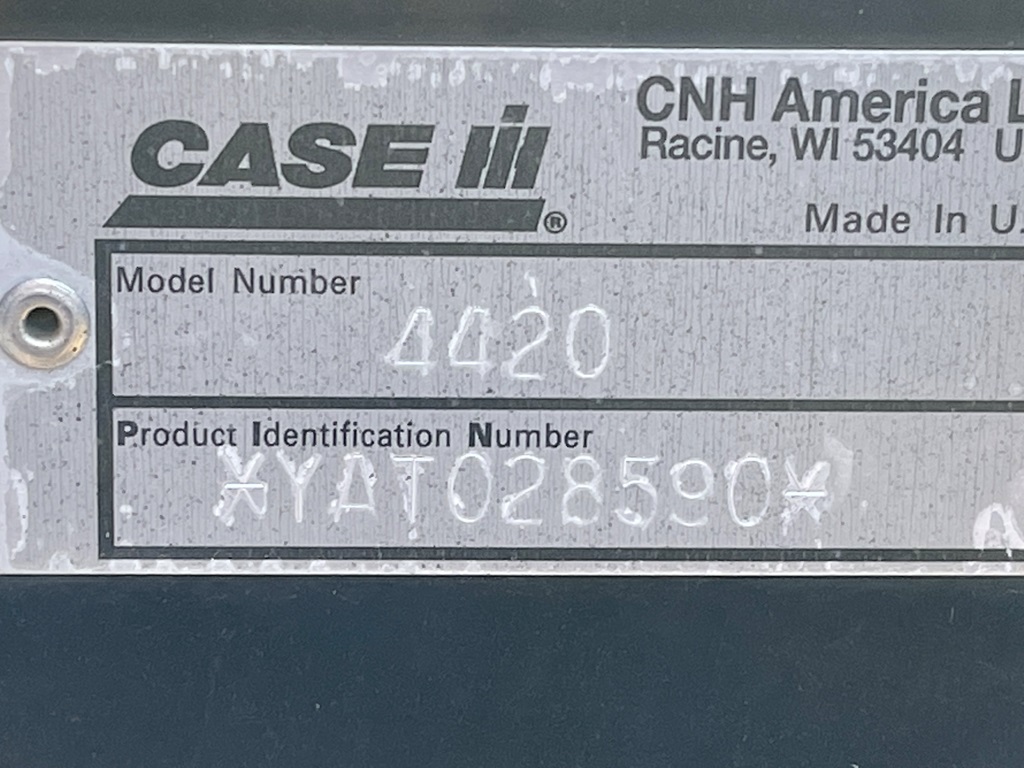 CASE IH®
CNH America L
Racine, WI 53404 U
Made In U.
Model Number
4420
Product Identification Number
*YAT028590*